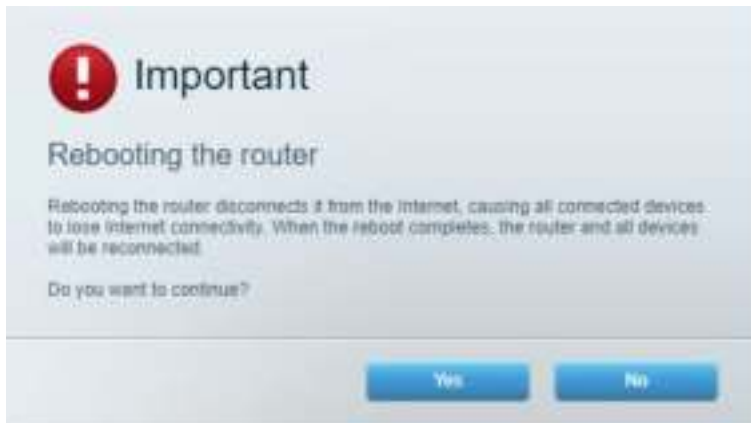 Important
Rebooting the router
Rebooting the router disconnects it from the Internet, causing all connected devices
to lose Internet connectivity. When the reboot completes, the router and all devices
will be reconnected.
Do you want to continue?
Yes
No